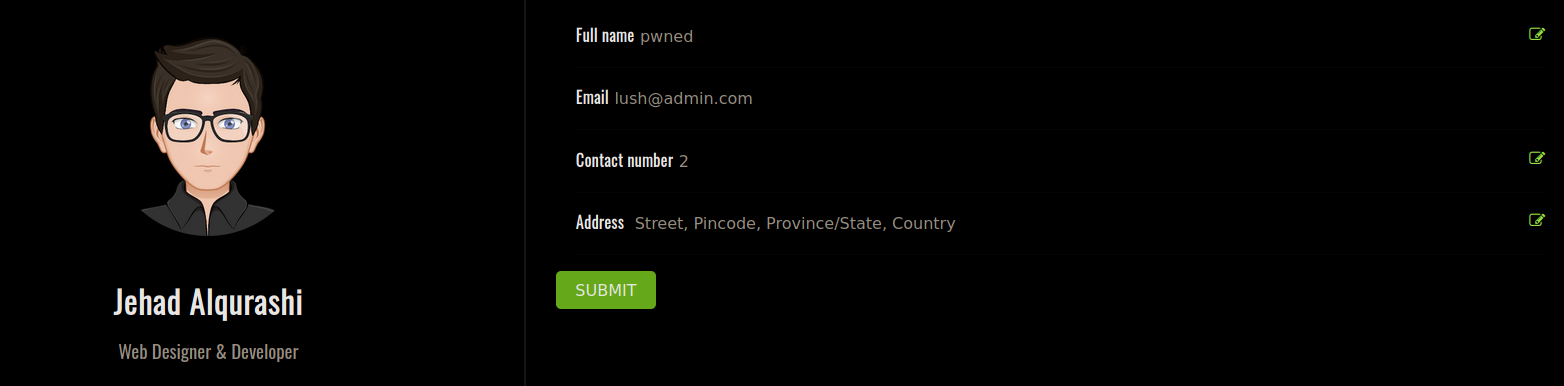 Full name pwned
Email lush@admin.com
Contact number 2
Address Street, Pincode, Province/State, Country
SUBMIT
Jehad Alqurashi
Web Designer & Developer